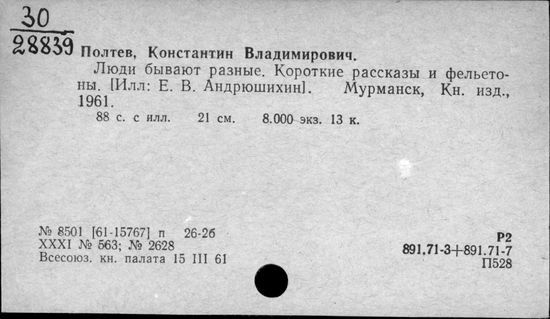 30
28839
Полтев, Константин Владимирович.
Люди бывают разные. Короткие рассказы и фельето-
ны. [Илл: Е. В. Андрюшихин]. Мурманск, Кн. изд.,
1961.
88 с. с илл. 21 см. 8.000 экз. 13 к.
№ 8501 [61-15767] п 26-2б
XXXI № 563; № 2628
Всесоюз. кн. палата 15 III 61
Р2
891.71-3+891.71-7
П528